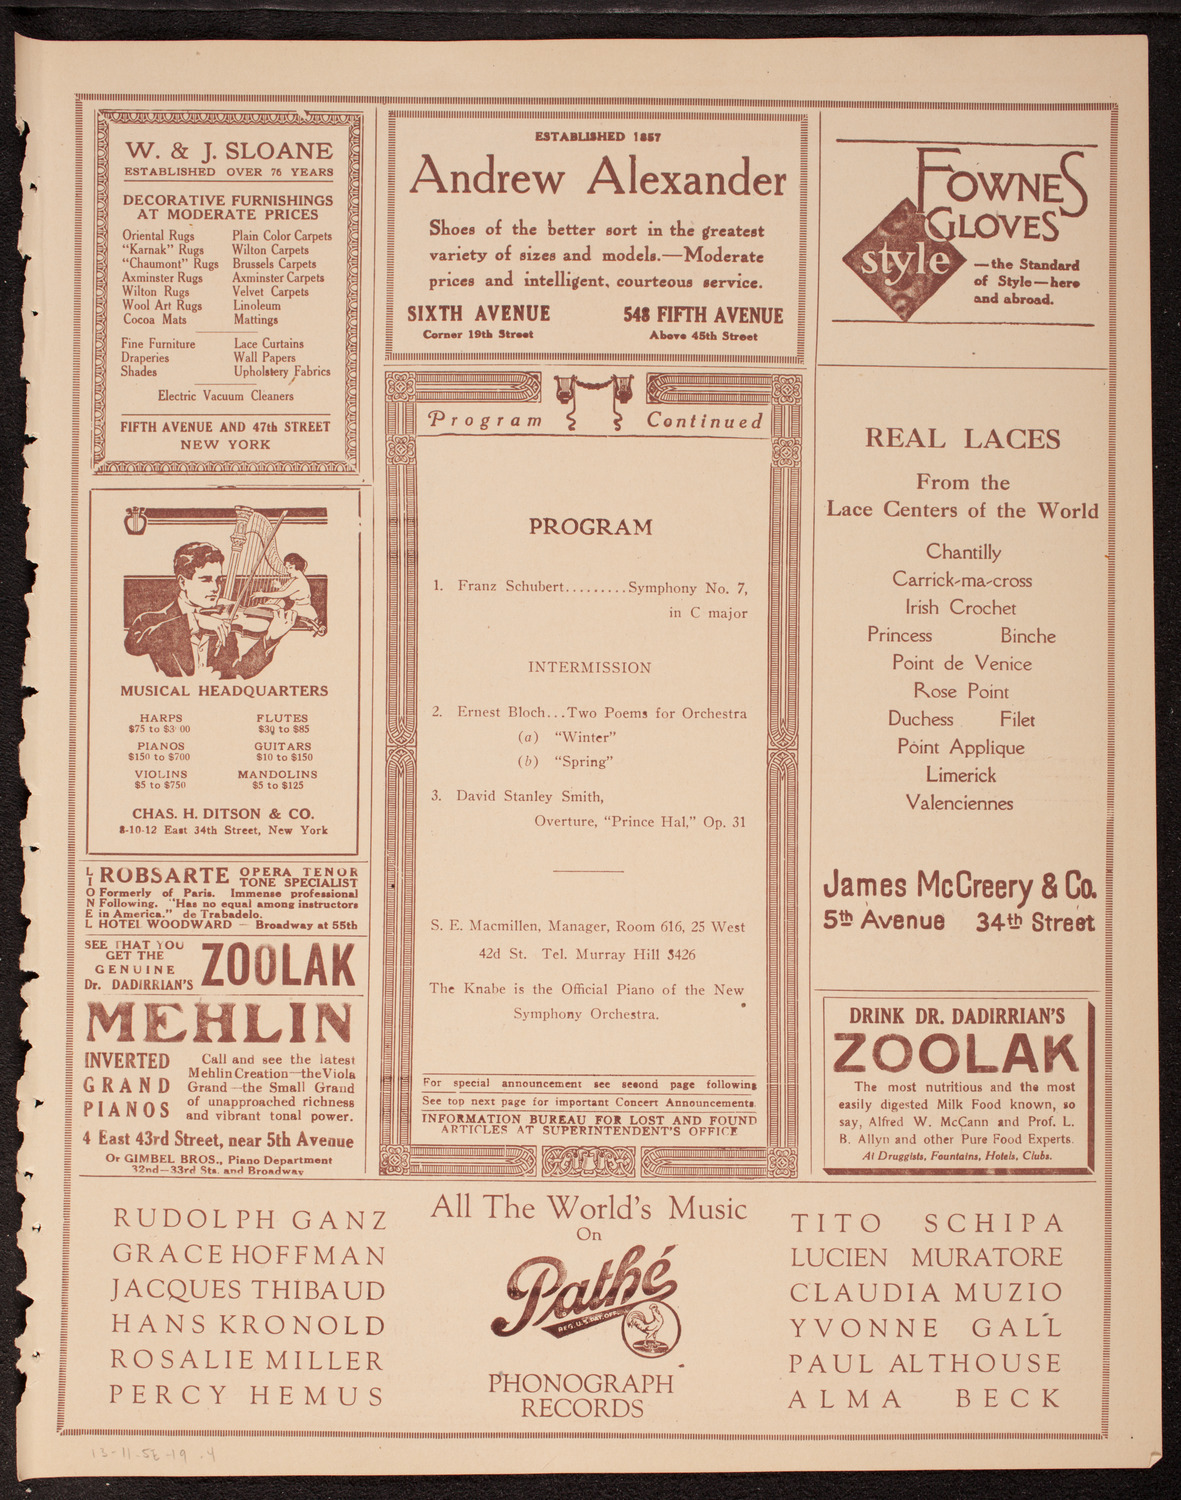 W. & J. SLOANE
ESTABLISHED OVER 76 YEARS
DECORATIVE FURNISHINGS
AT MODERATE PRICES
Oriental Rugs Plain Color Carpets
"Karnak" Rugs Wilton Carpets
"Chaumont" Rugs Brussels Carpets
Axminster Rugs Axminster Carpets
Wilton Rugs Velvet Carpets
Wool Art Rugs Linoleum
Cocoa Mats Mattings
Fine Furniture Lace Curtains
Draperies Wall Papers
Shades Upholstery Fabrics
Electric Vacuum Cleaners
FIFTH AVENUE AND 47th STREET
NEW YORK
ESTABLISHED 1857
Andrew Alexander
Shoes of the better sort in the greatest
variety of sizes and models.—Moderate
prices and intelligent, courteous service.
SIXTH AVENUE 548 FIFTH AVENUE
Corner 19th Street Above 45th Street
FOWNES
GLOVES
style
—the Standard
of Style—here
and abroad.
MUSICAL HEADQUARTERS
HARPS FLUTES
$75 to $3 00 $30 to $85
PIANOS GUITARS
$150 to $700 $10 to $150
VIOLINS MANDOLINS
$5 to $750 $5 to $125
CHAS. H. DITSON & CO.
8-10-12 East 34th Street, New York
LIONEL ROBSARTE OPERA TENOR
TONE SPECIALIST
Formerly of Paris. Immense professional
Following. "Has no equal among instructors
in America." de Trabadelo.
HOTEL WOODWARD — Broadway at 55th
SEE THAT YOU
GET THE
GENUINE
Dr. DADIRRIAN'S ZOOLAK
MEHLIN
INVERTED
GRAND
PIANOS
Call and see the latest
Mehlin Creation—the Viola
Grand—the Small Grand
of unapproached richness
and vibrant tonal power.
4 East 43rd Street, near 5th Avenue
Or GIMBEL BROS., Piano Department
32nd—33rd Sts. and Broadway
Program Continued
PROGRAM
1. Franz Schubert.........Symphony No. 7,
in C major
INTERMISSION
2. Ernest Bloch...Two Poems for Orchestra
(a) "Winter"
(b) "Spring"
3. David Stanley Smith,
Overture, "Prince Hal," Op. 31
S. E. Macmillen, Manager, Room 616, 25 West
42d St. Tel. Murray Hill 3426
The Knabe is the Official Piano of the New
Symphony Orchestra.
For special announcement see second page following
See top next page for important Concert Announcements.
INFORMATION BUREAU FOR LOST AND FOUND
ARTICLES AT SUPERINTENDENT'S OFFICE
REAL LACES
From the
Lace Centers of the World
Chantilly
Carrick-ma-cross
Irish Crochet
Princess Binche
Point de Venice
Rose Point
Duchess Filet
Point Applique
Limerick
Valenciennes
James McCreery & Co.
5th Avenue 34th Street
DRINK DR. DADIRRIAN'S
ZOOLAK
The most nutritious and the most
easily digested Milk Food known, so
say, Alfred W. McCann and Prof. L.
B. Allyn and other Pure Food Experts.
At Druggists, Fountains, Hotels, Clubs.
RUDOLPH GANZ
GRACE HOFFMAN
JACQUES THIBAUD
HANS KRONOLD
ROSALIE MILLER
PERCY HEMUS
All The World's Music
On
Pathé
REG. U.S. PAT. OFF.
PHONOGRAPH
RECORDS
TITO SCHIPA
LUCIEN MURATORE
CLAUDIA MUZIO
YVONNE GALL
PAUL ALTHOUSE
ALMA BECK